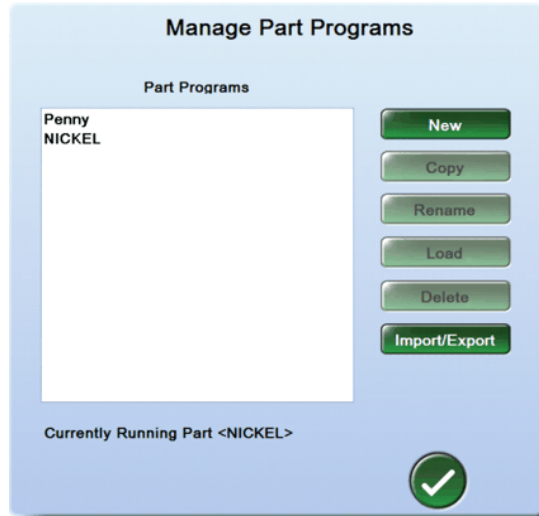 Manage Part Programs
Part Programs
Penny
NICKEL
New
Copy
Rename
Load
Delete
Import/Export
Currently Running Part <NICKEL>